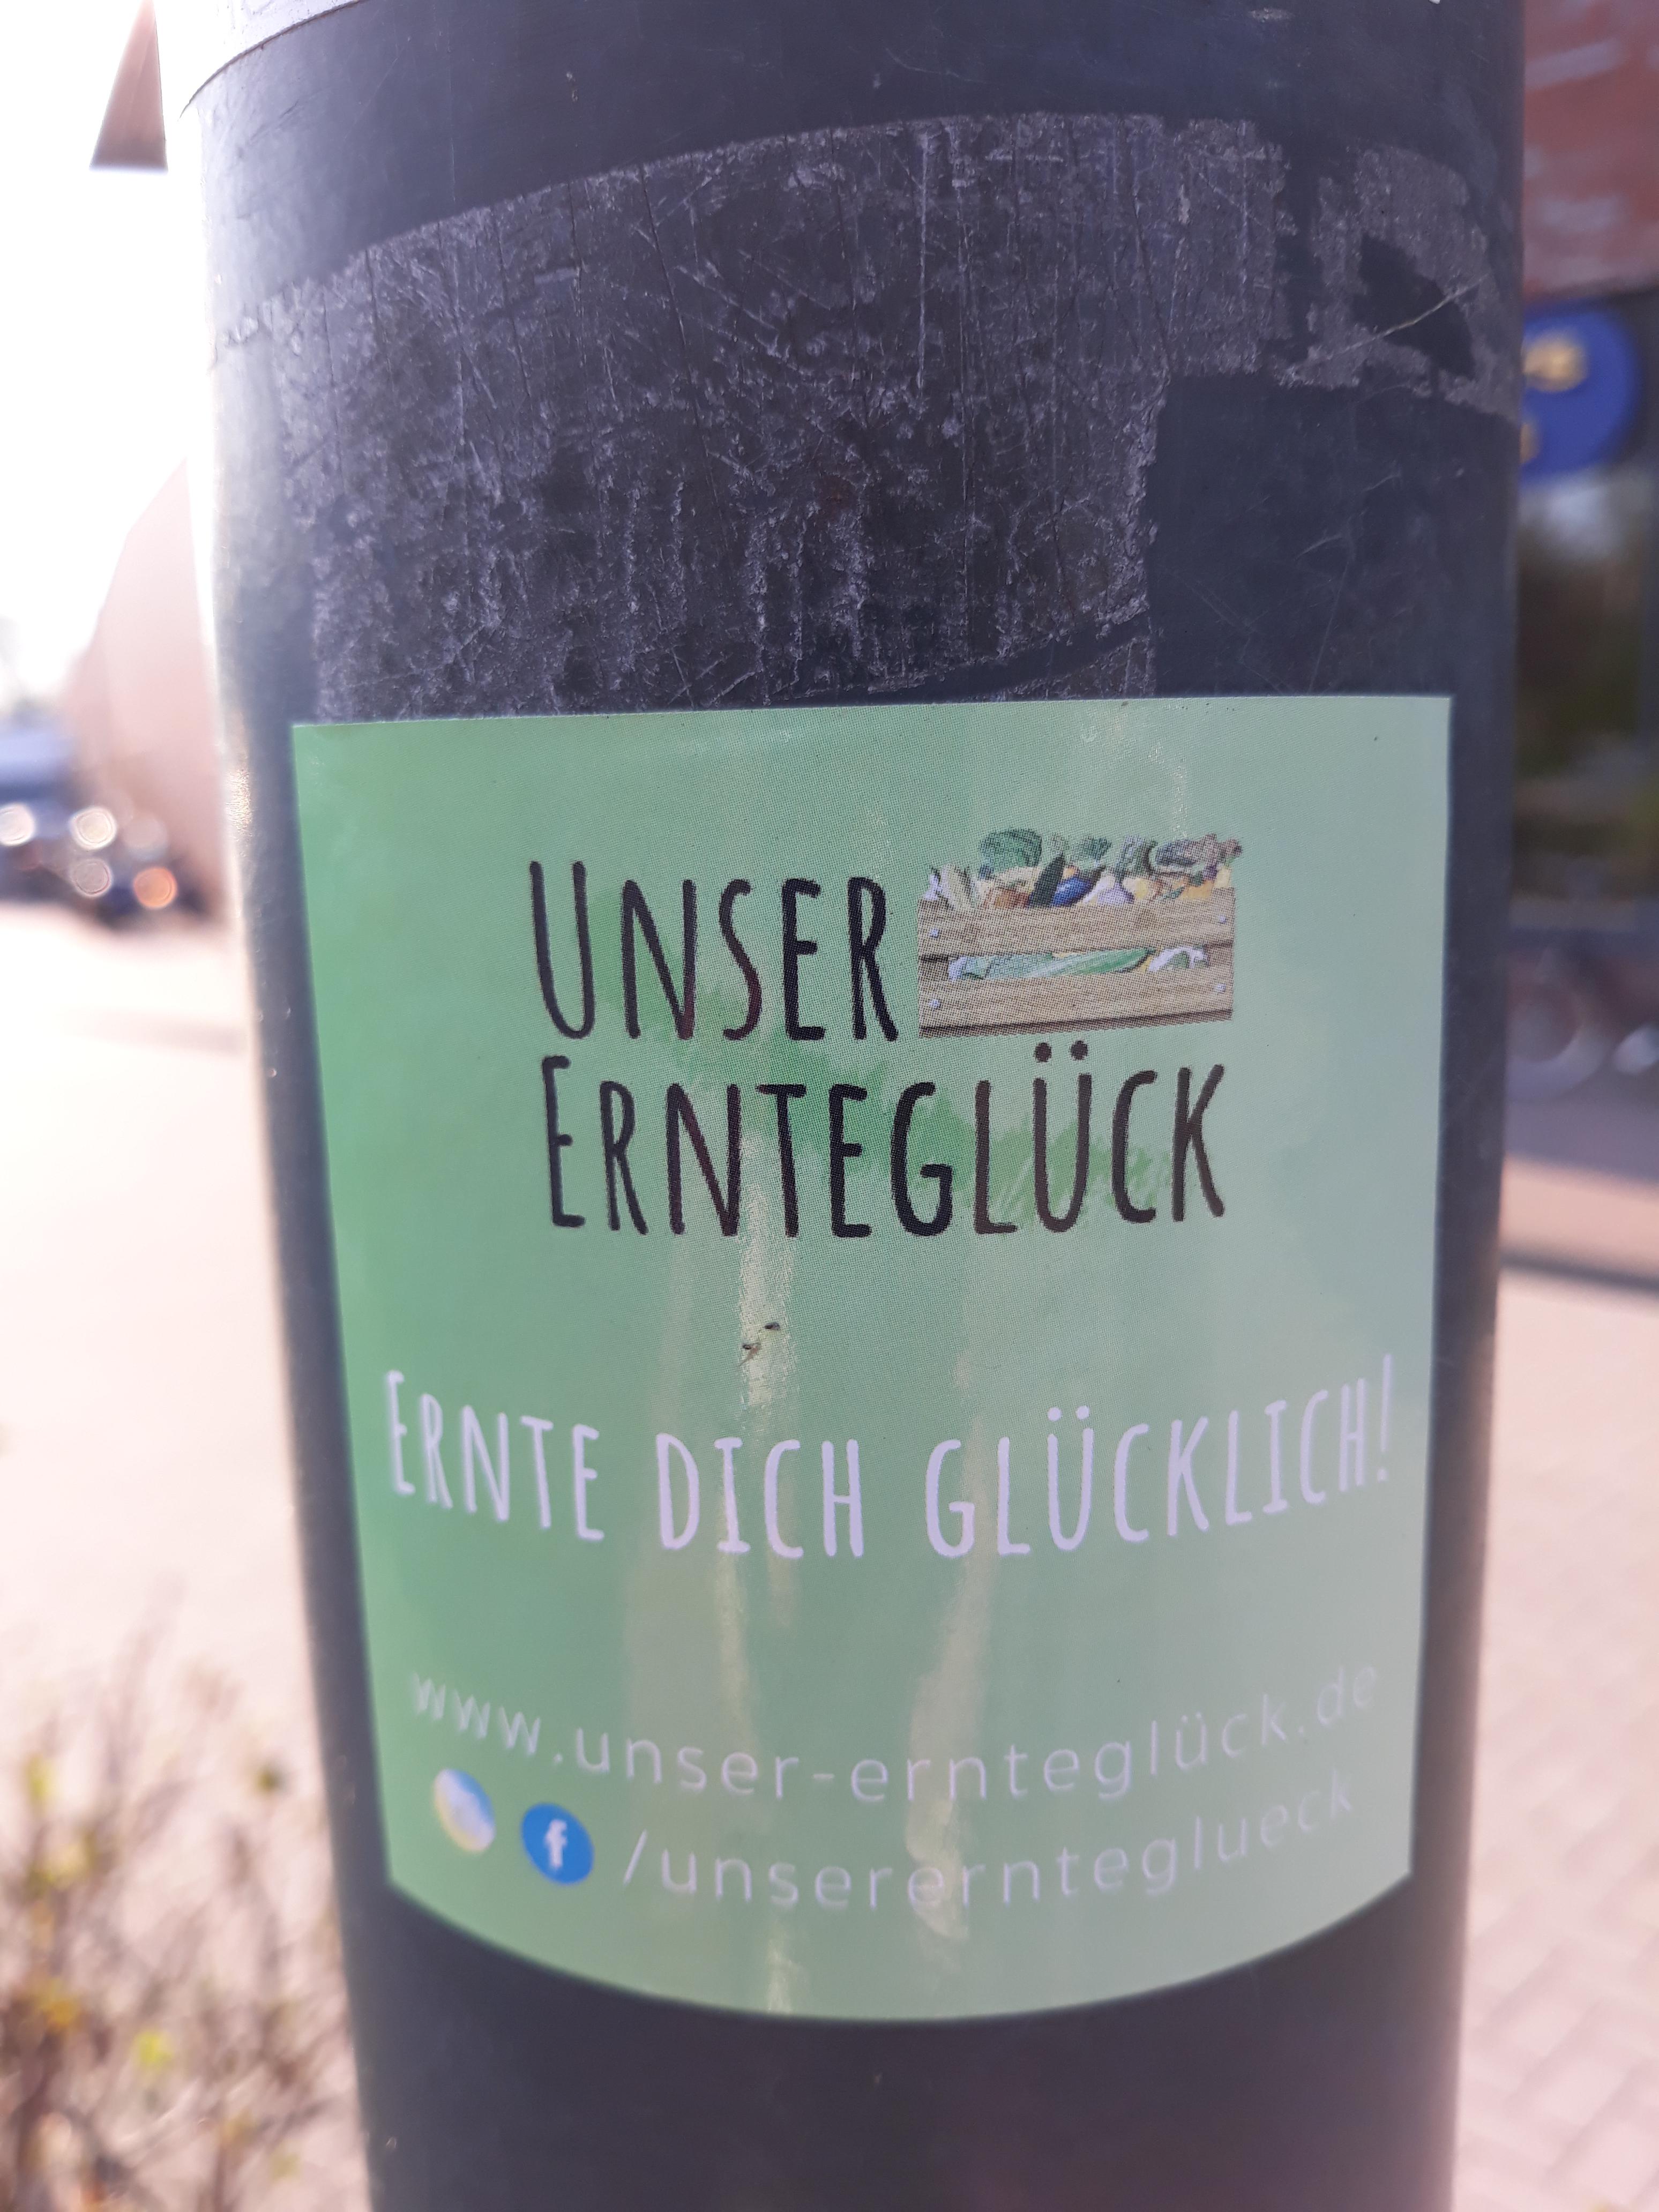 UNSER
ERNTEGLÜCK
ERNTE DICH GLÜCKLICH!
www.unser-ernteglück.de
f /unserernteglueck